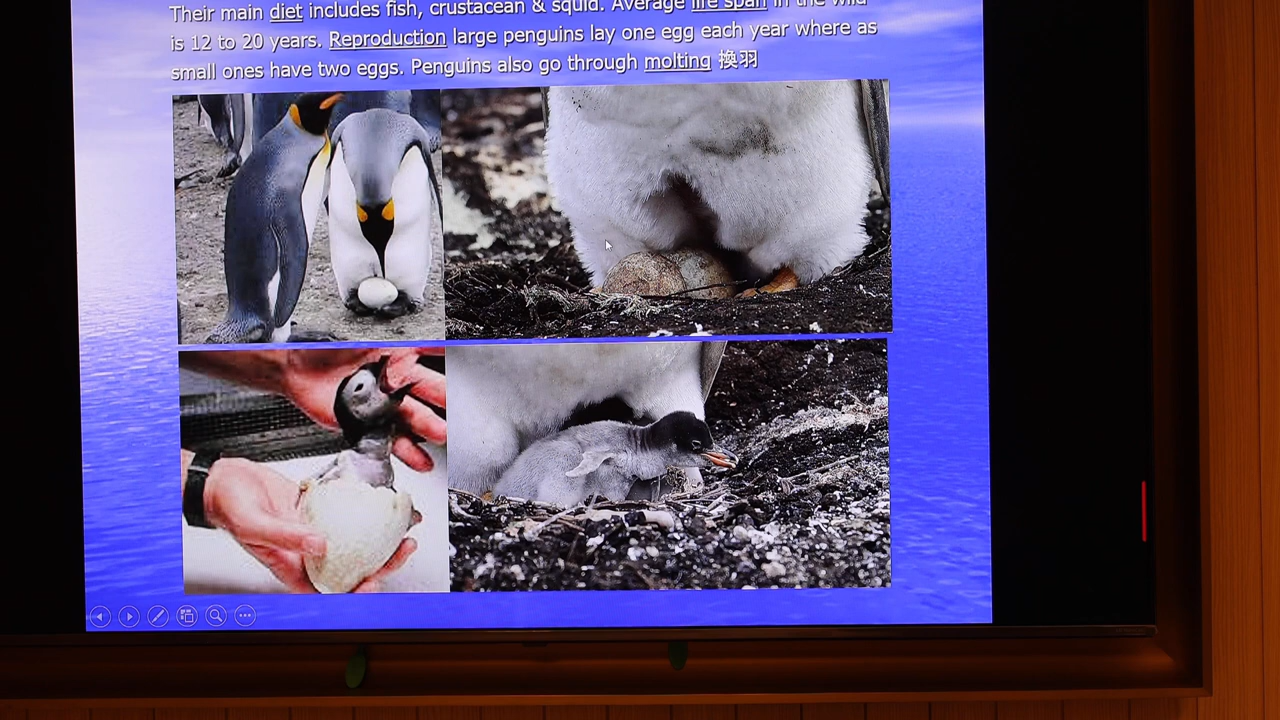 Their main diet includes fish, crustacean & squid. Average life span in the wild
is 12 to 20 years. Reproduction large penguins lay one egg each year where as
small ones have two eggs. Penguins also go through molting 換羽